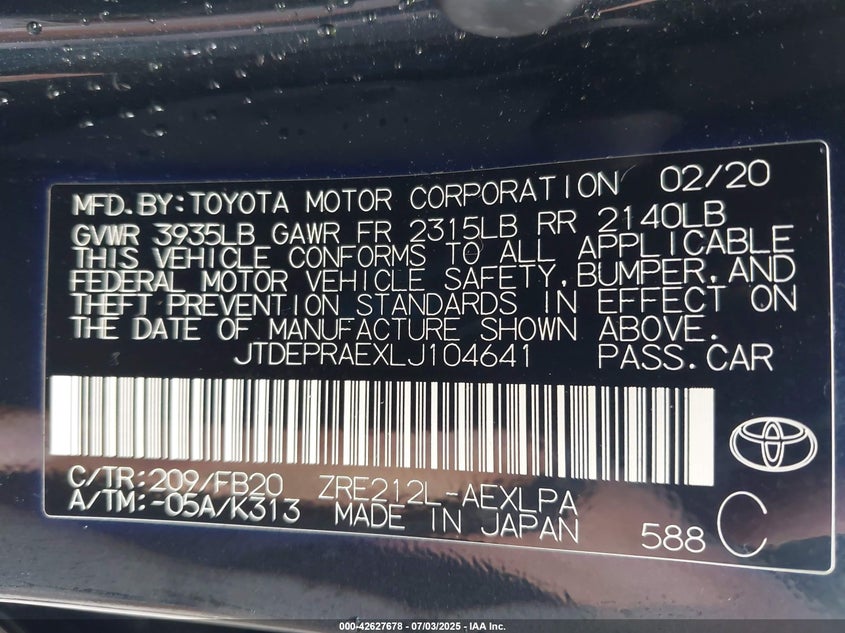 MFD.BY:TOYOTA MOTOR CORPORATION 02/20
GVWR 3935LB GAWR FR 2315LB RR 2140LB
THIS VEHICLE CONFORMS TO ALL APPLICABLE
FEDERAL MOTOR VEHICLE SAFETY,BUMPER,AND
THEFT PREVENTION STANDARDS IN EFFECT ON
THE DATE OF MANUFACTURE SHOWN ABOVE.
JTDEPRAEXLJ104641 PASS.CAR
C/TR:209/FB20 ZRE212L-AEXLPA
A/TM:-05A/K313 MADE IN JAPAN 588 C
000-42627678 - 07/03/2025 - IAA Inc.